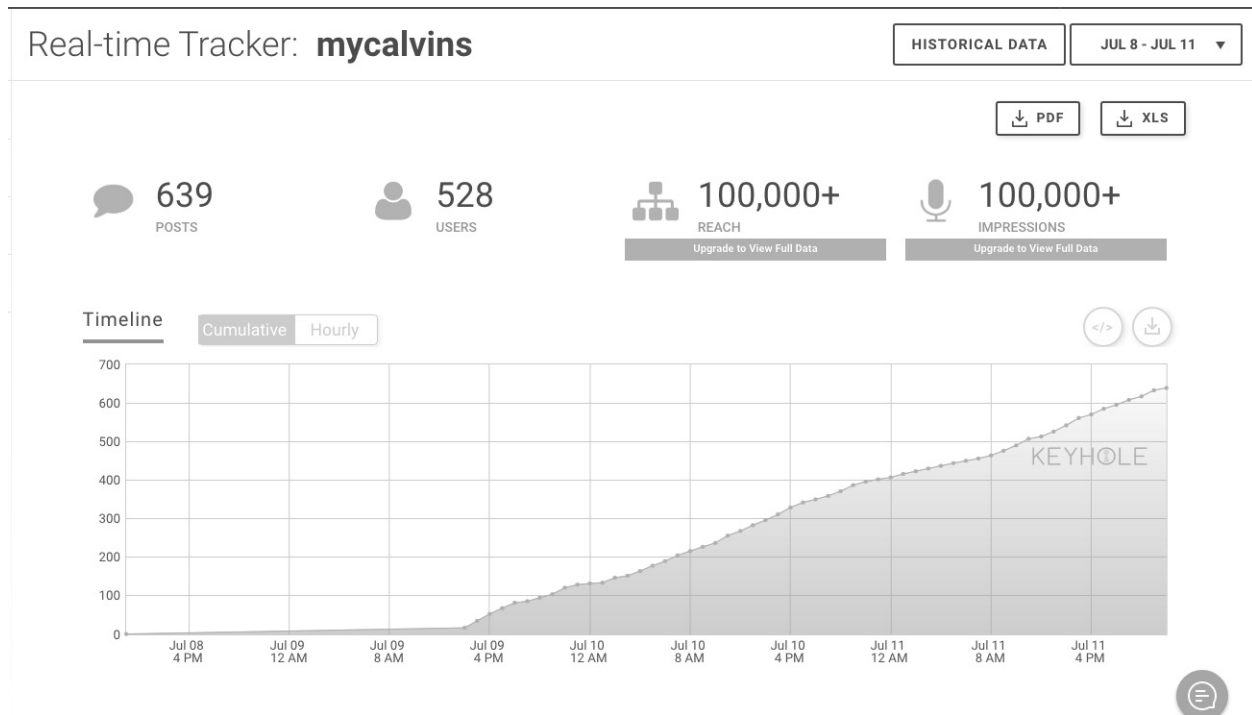 Real-time Tracker: mycalvins
HISTORICAL DATA
JUL 8 - JUL 11
PDF
XLS
639
POSTS
528
USERS
100,000+
REACH
Upgrade to View Full Data
100,000+
IMPRESSIONS
Upgrade to View Full Data
Timeline
Cumulative
Hourly
</>
700
600
500
400
300
200
100
0
KEYHOLE
Jul 08
4 PM
Jul 09
12 AM
Jul 09
8 AM
Jul 09
4 PM
Jul 10
12 AM
Jul 10
8 AM
Jul 10
4 PM
Jul 11
12 AM
Jul 11
8 AM
Jul 11
4 PM